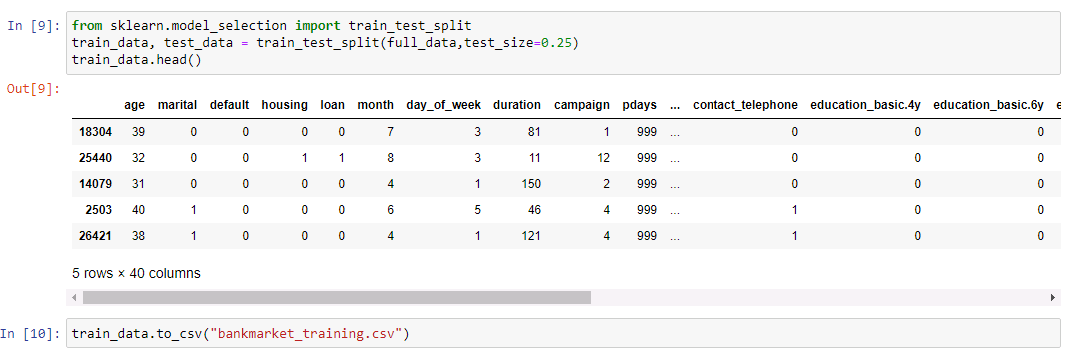 In [9]: from sklearn.model_selection import train_test_split
train_data, test_data = train_test_split(full_data,test_size=0.25)
train_data.head()
Out[9]:
age marital default housing loan month day_of_week duration campaign pdays ... contact_telephone education_basic.4y education_basic.6y e
18304 39 0 0 0 0 7 3 81 1 999 ... 0 0 0
25440 32 0 0 1 1 8 3 11 12 999 ... 0 0 0
14079 31 0 0 0 0 4 1 150 2 999 ... 0 0 0
2503 40 1 0 0 0 6 5 46 4 999 ... 1 0 0
26421 38 1 0 0 0 4 1 121 4 999 ... 1 0 0
5 rows × 40 columns
In [10]: train_data.to_csv("bankmarket_training.csv")